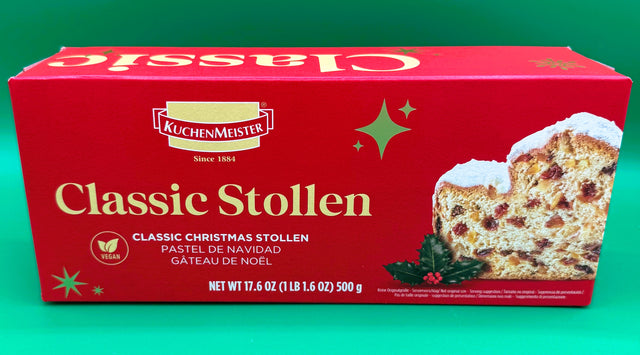 Classic
KUCHENMEISTER
®
Since 1884
Classic Stollen
CLASSIC CHRISTMAS STOLLEN
PASTEL DE NAVIDAD
GÂTEAU DE NOËL
VEGAN
NET WT 17.6 OZ (1 LB 1.6 OZ) 500 g